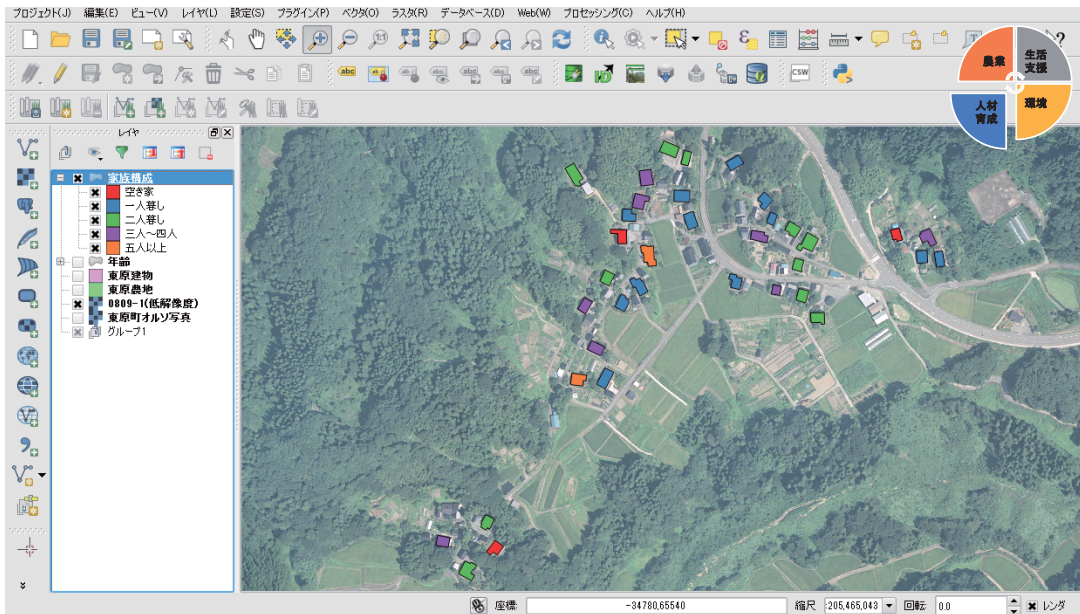 プロジェクト(J) 編集(E) ビュー(V) レイヤ(L) 設定(S) プラグイン(P) ベクタ(O) ラスタ(R) データベース(D) Web(W) プロセッシング(C) ヘルプ(H)
農業
生活
支援
人材
育成
環境
abc
ab
abc
abc
abc
CSW
レイヤ
家族構成
空き家
一人暮し
二人暮し
三人～四人
五人以上
年齢
東原建物
東原農地
0809-1(低解像度)
東原町オルソ写真
グループ1
座標: -34780,65540 縮尺 :205,465,043 回転: 0.0 レンダ